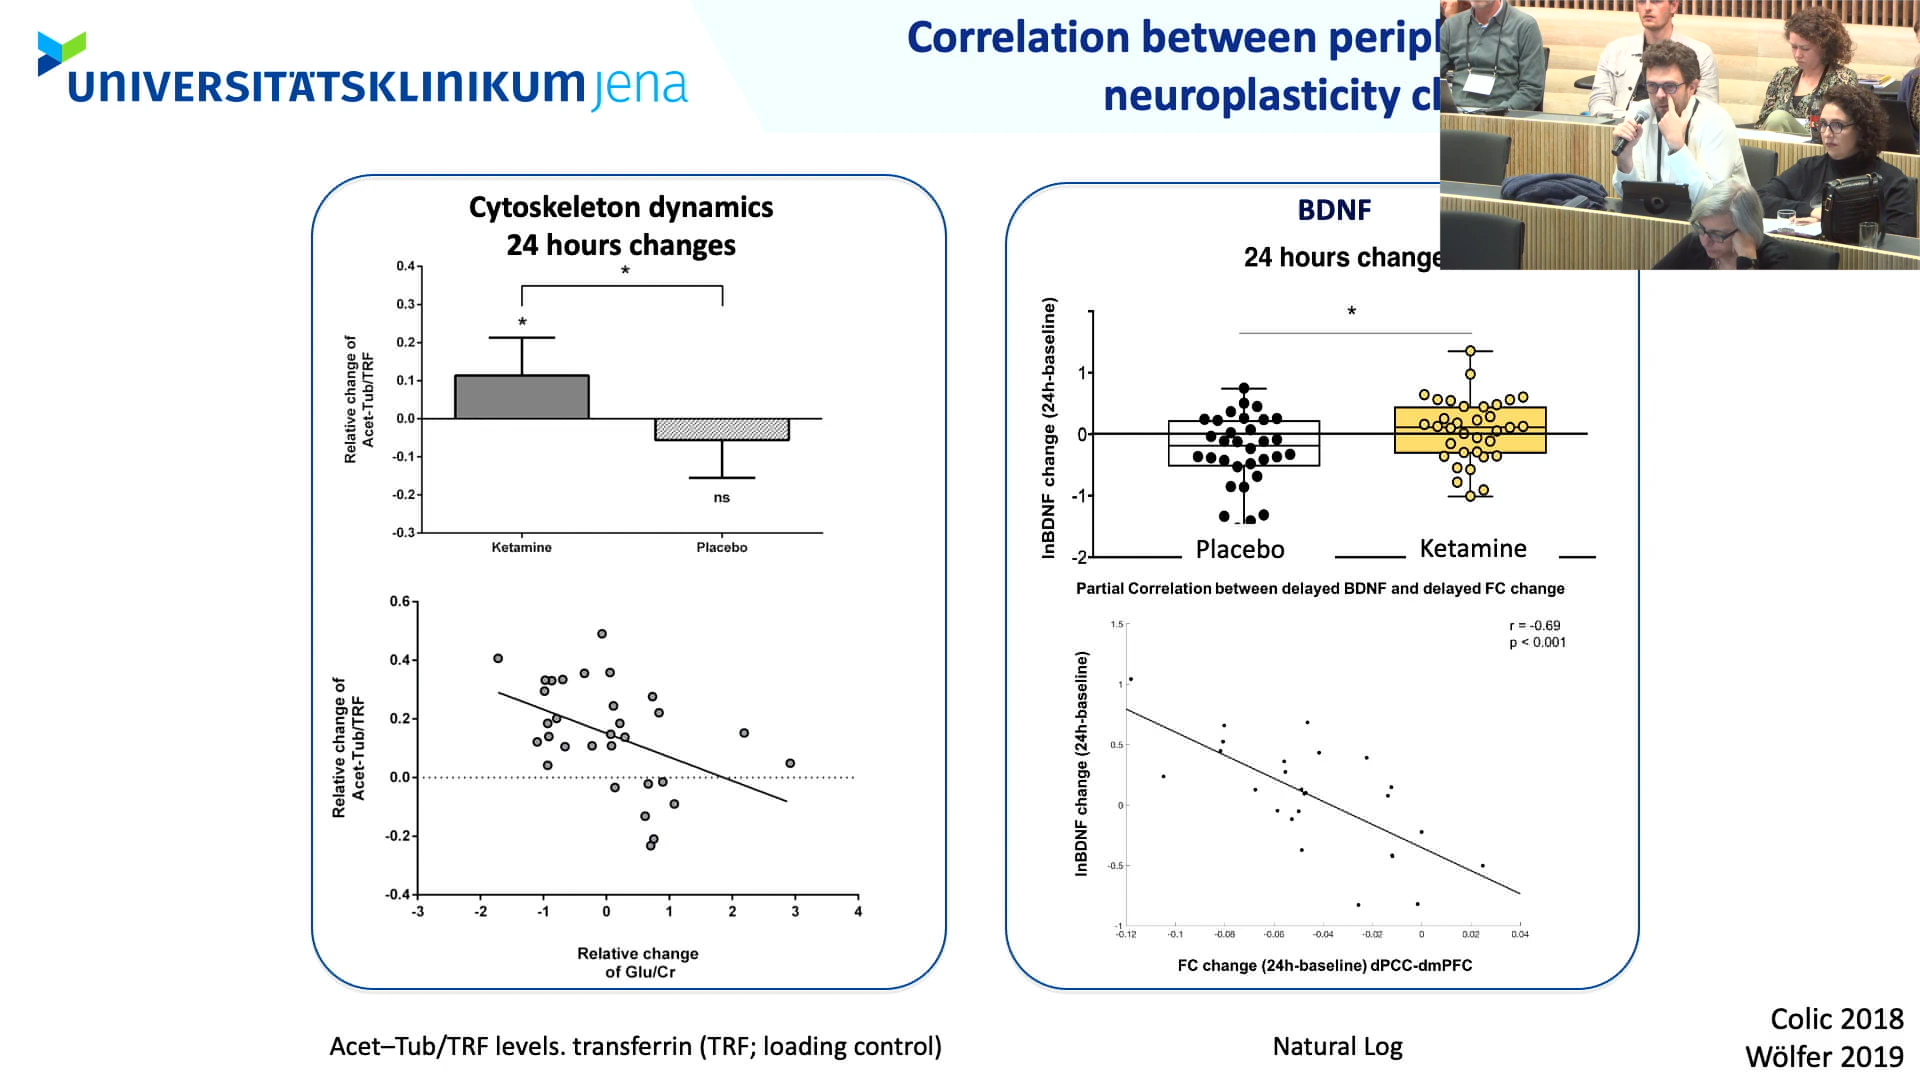 UNIVERSITÄTSKLINIKUM jena
Correlation between
neuroplasticity
Cytoskeleton dynamics
24 hours changes
0.4
0.3
0.2
0.1
0.0
-0.1
-0.2
-0.3
*
*
ns
Relative change of
Acet-Tub/TRF
Ketamine
Placebo
0.6
0.4
0.2
0.0
-0.2
-0.4
Relative change of
Acet-Tub/TRF
-3 -2 -1 0 1 2 3 4
Relative change
of Glu/Cr
BDNF
24 hours change
*
lnBDNF change (24h-baseline)
1
0
-1
-2
Placebo
Ketamine
Partial Correlation between delayed BDNF and delayed FC change
r = -0.69
p < 0.001
1.5
1
0.5
0
-0.5
-1
lnBDNF change (24h-baseline)
-0.12 -0.1 -0.08 -0.06 -0.04 -0.02 0 0.02 0.04
FC change (24h-baseline) dPCC-dmPFC
Acet–Tub/TRF levels. transferrin (TRF; loading control)
Natural Log
Colic 2018
Wölfer 2019